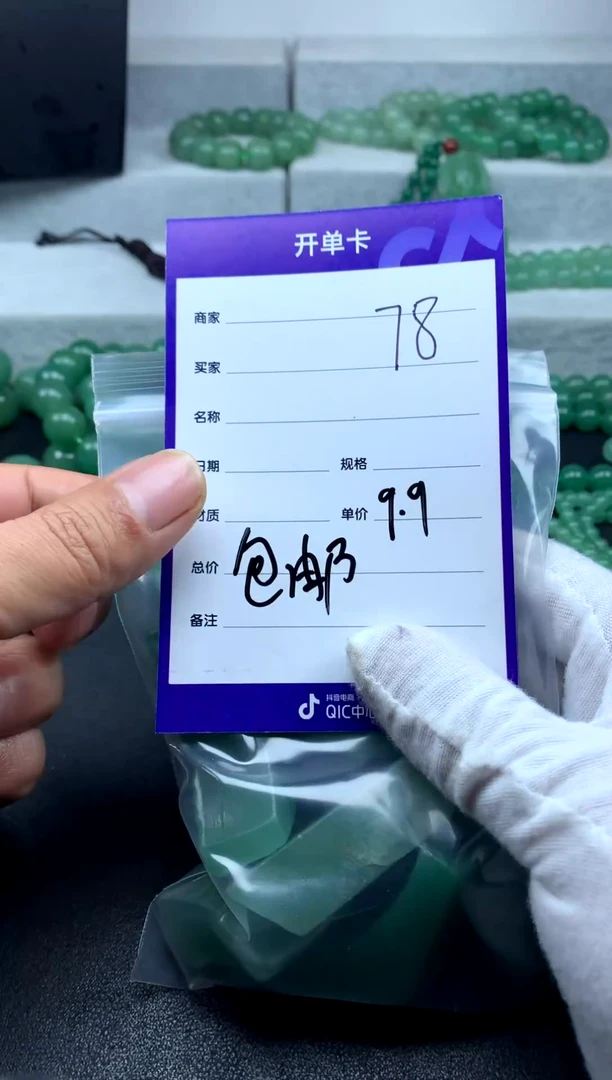 开单卡
商家 78
买家
名称
日期 规格
材质 单价 9.9
总价 包邮
备注
抖音电商
QIC中心